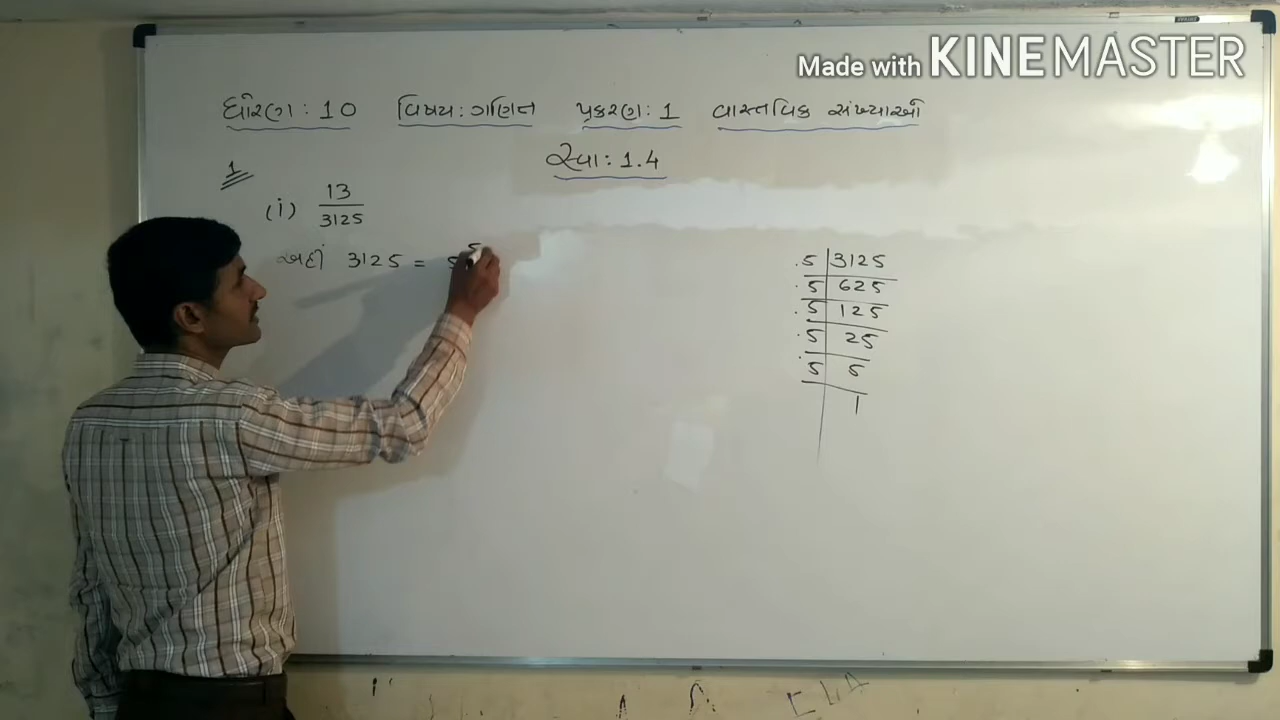 Made with KINEMASTER
ધોરણ : 10 વિષય : ગણિત પ્રકરણ : 1 વાસ્તવિક સંખ્યાઓ
સ્વા : 1.4
1
(i) 13
3125
અહીં 3125 = 5
5 3125
5 625
5 125
5 25
5 5
1